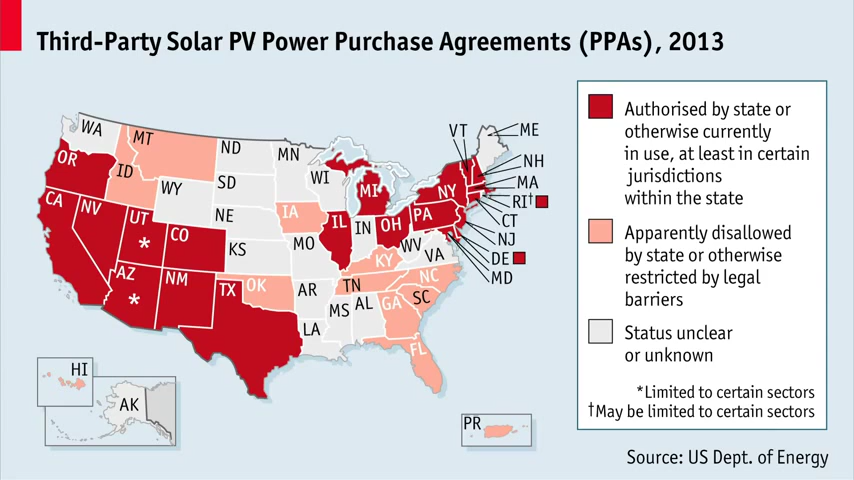 Third-Party Solar PV Power Purchase Agreements (PPAs), 2013
WA
MT
ND
MN
VT
ME
OR
ID
SD
WI
MI
NH
WY
NY
MA
RI†
CA
NV
UT
*
NE
IA
IL
IN
OH
PA
CT
NJ
CO
KS
MO
KY
WV
VA
DE
MD
AZ
*
NM
OK
AR
TN
NC
TX
MS
AL
GA
SC
LA
FL
HI
AK
PR
Authorised by state or
otherwise currently
in use, at least in certain
jurisdictions
within the state
Apparently disallowed
by state or otherwise
restricted by legal
barriers
Status unclear
or unknown
*Limited to certain sectors
†May be limited to certain sectors
Source: US Dept. of Energy